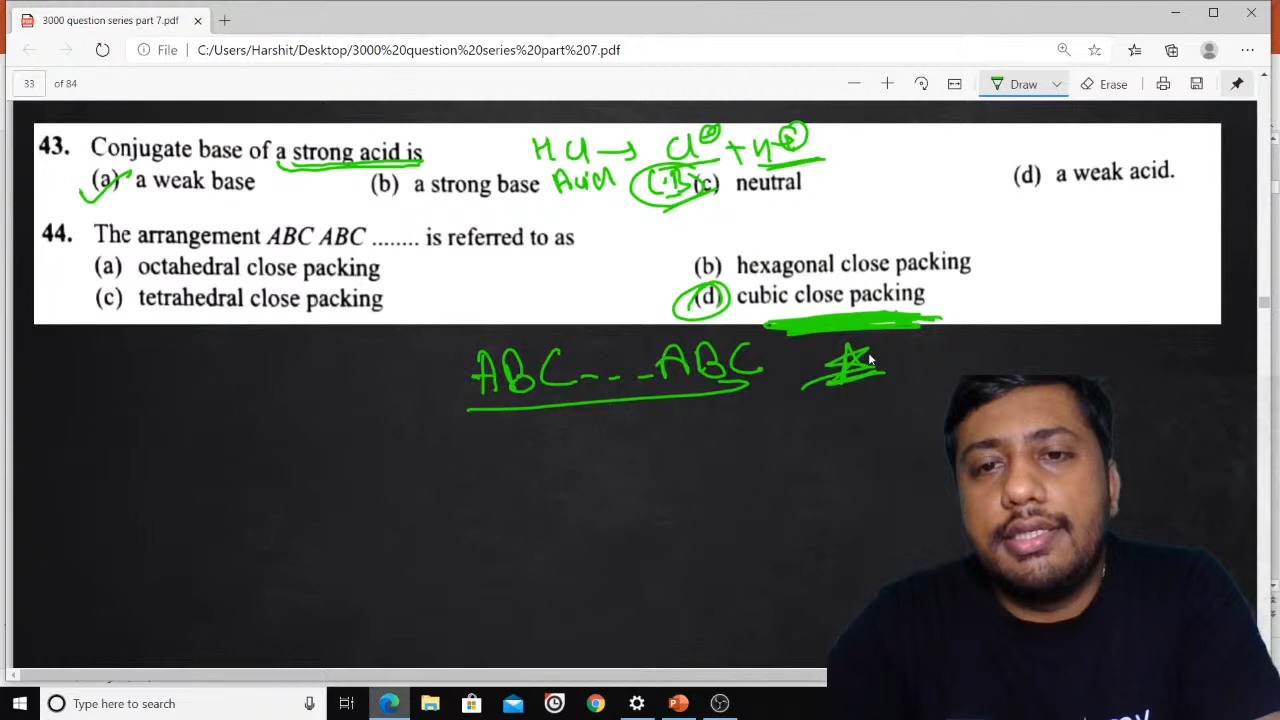 3000 question series part 7.pdf
File C:/Users/Harshit/Desktop/3000%20question%20series%20part%207.pdf
33 of 84 Draw Erase
43. Conjugate base of a strong acid is HCl → Cl⊖ + H⊕
(a) a weak base (b) a strong base Acid (c) neutral (d) a weak acid.
44. The arrangement ABC ABC ........ is referred to as
(a) octahedral close packing (b) hexagonal close packing
(c) tetrahedral close packing (d) cubic close packing
ABC---ABC
Type here to search